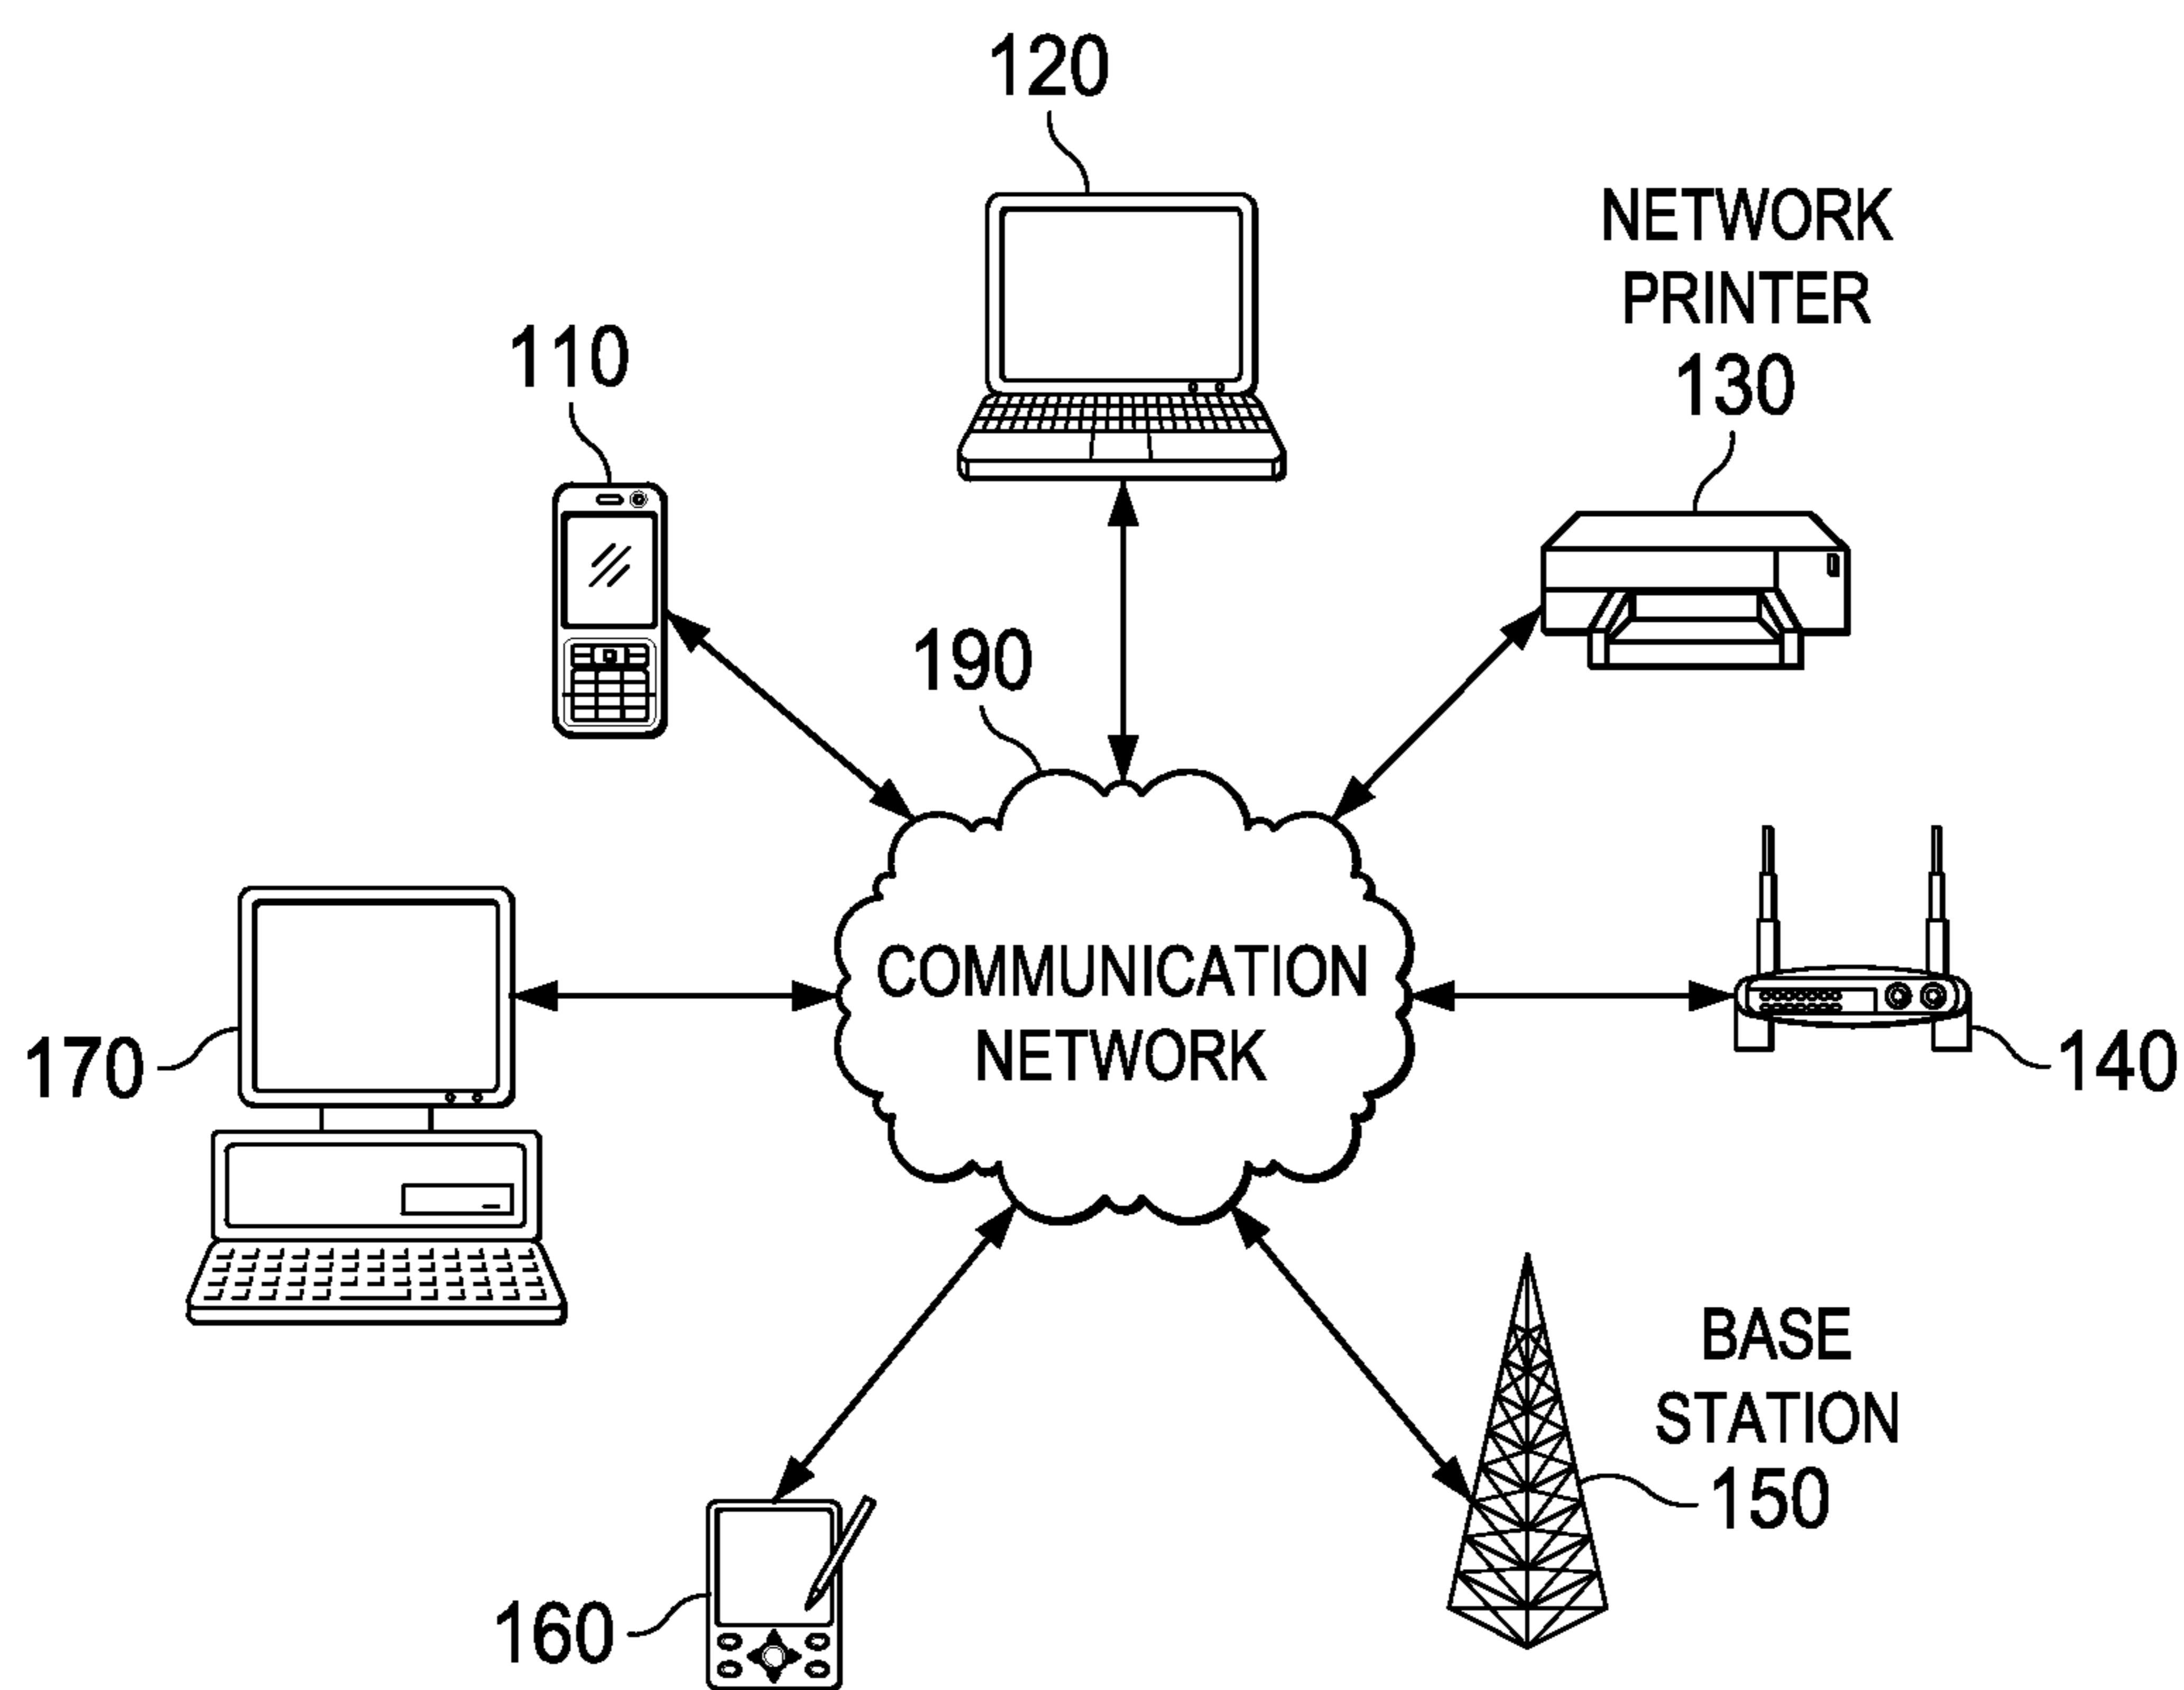 120
NETWORK
PRINTER
130
110
190
COMMUNICATION
NETWORK
170
140
BASE
STATION
150
160